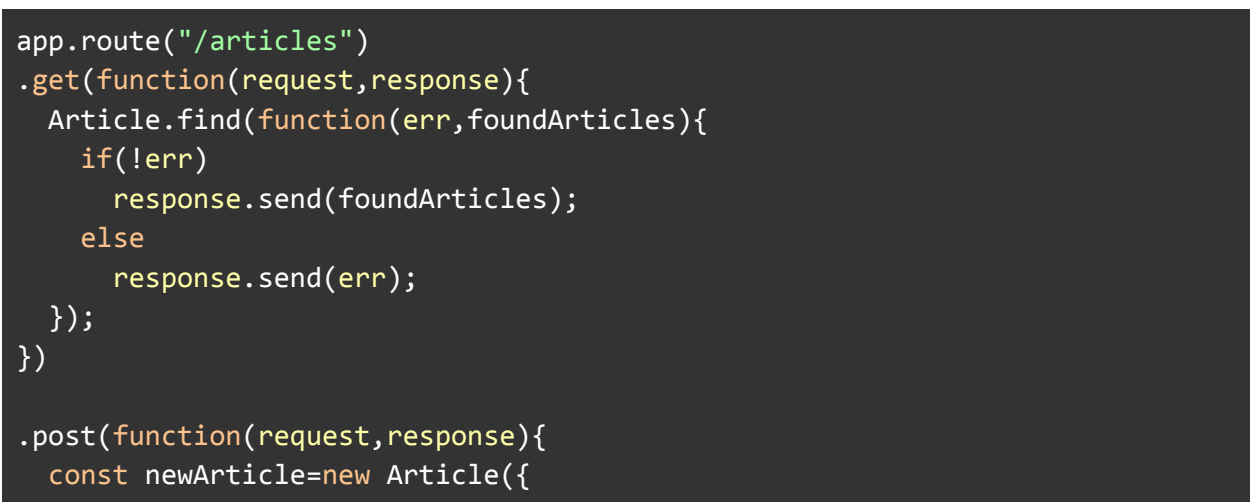 app.route("/articles")
.get(function(request,response){
  Article.find(function(err,foundArticles){
    if(!err)
      response.send(foundArticles);
    else
      response.send(err);
  });
})

.post(function(request,response){
  const newArticle=new Article({